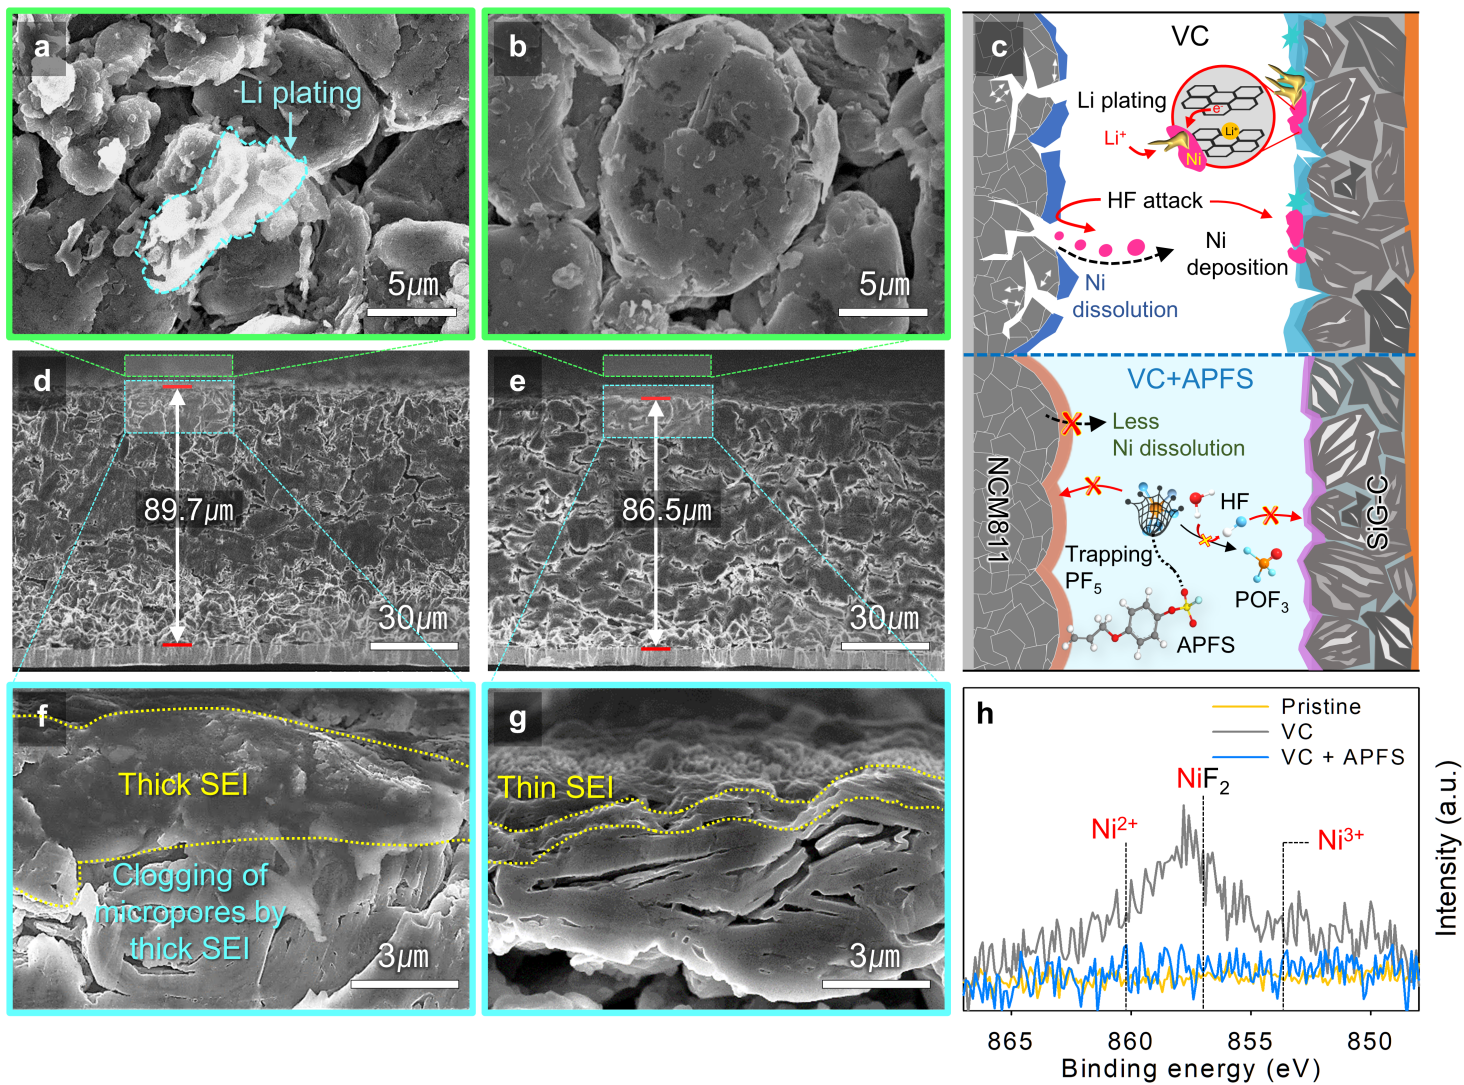 a
Li plating
5μm
b
5μm
c
VC
Li plating
e-
Li+
Li+
Ni
HF attack
Ni
deposition
Ni
dissolution
d
89.7μm
30μm
e
86.5μm
30μm
VC+APFS
Less
Ni dissolution
NCM811
HF
SiG-C
Trapping
PF5
POF3
APFS
f
Thick SEI
Clogging of
micropores by
thick SEI
3μm
g
Thin SEI
3μm
h
Pristine
VC
VC + APFS
NiF2
Ni2+
Ni3+
Intensity (a.u.)
865 860 855 850
Binding energy (eV)